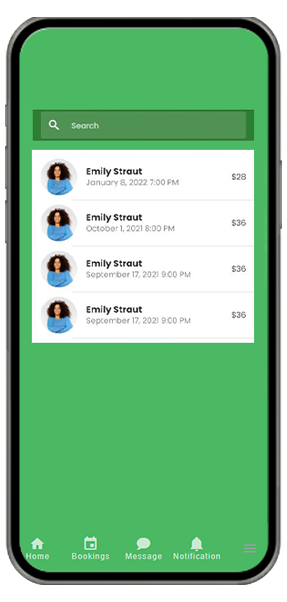 Search
Emily Straut
January 8, 2022 7:00 PM
$28
Emily Straut
October 1, 2021 8:00 PM
$36
Emily Straut
September 17, 2021 9:00 PM
$36
Emily Straut
September 17, 2021 9:00 PM
$36
Home Bookings Message Notification